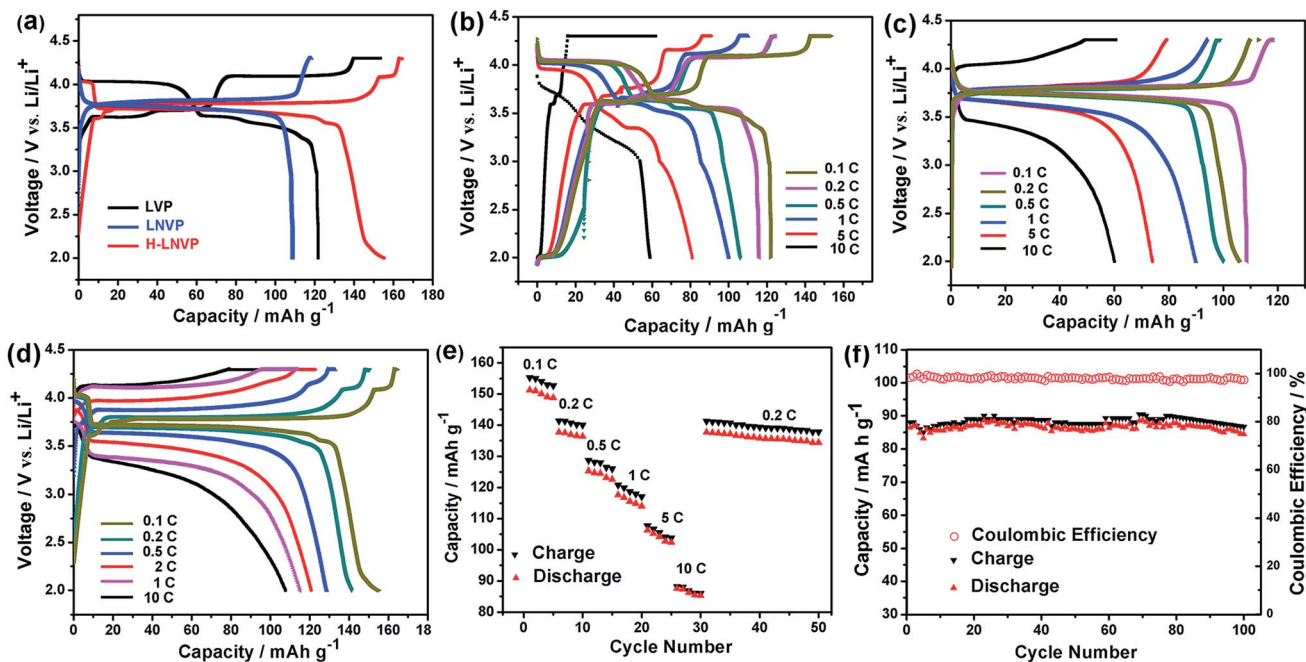 (a)
4.5
4.0
3.5
3.0
2.5
2.0
Voltage / V vs. Li/Li+
LVP
LNVP
H-LNVP
0 20 40 60 80 100 120 140 160 180
Capacity / mAh g-1
(b)
4.5
4.0
3.5
3.0
2.5
2.0
Voltage / V vs. Li/Li+
0.1 C
0.2 C
0.5 C
1 C
5 C
10 C
0 20 40 60 80 100 120 140 160
Capacity / mAh g-1
(c)
4.5
4.0
3.5
3.0
2.5
2.0
Voltage / V vs. Li/Li+
0.1 C
0.2 C
0.5 C
1 C
5 C
10 C
0 20 40 60 80 100 120
Capacity / mAh g-1
(d)
4.5
4.0
3.5
3.0
2.5
2.0
Voltage / V vs. Li/Li+
0.1 C
0.2 C
0.5 C
2 C
1 C
10 C
0 20 40 60 80 100 120 140 160 18
Capacity / mAh g-1
(e)
160
150
140
130
120
110
100
90
80
Capacity / mAh g-1
0.1 C
0.2 C
0.5 C
1 C
5 C
10 C
0.2 C
Charge
Discharge
0 10 20 30 40 50
Cycle Number
(f)
110
100
90
80
70
60
50
40
30
Capacity / mA h g-1
Coulombic Efficiency
Charge
Discharge
100
80
60
40
20
0
Coulombic Efficiency / %
0 20 40 60 80 100
Cycle Number